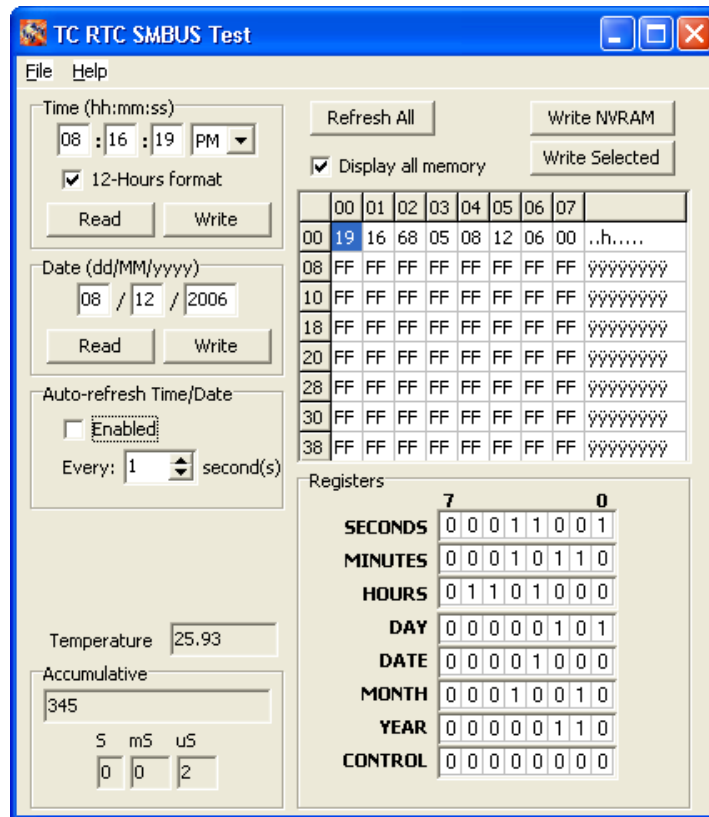 TC RTC SMBUS Test
File Help
Time (hh:mm:ss)
08 : 16 : 19 PM
12-Hours format
Read Write
Date (dd/MM/yyyy)
08 / 12 / 2006
Read Write
Auto-refresh Time/Date
Enabled
Every: 1 second(s)
Temperature 25.93
Accumulative
345
S mS uS
0 0 2
Refresh All Write NVRAM
Display all memory Write Selected
00 01 02 03 04 05 06 07
00 19 16 68 05 08 12 06 00 ..h.....
08 FF FF FF FF FF FF FF FF ÿÿÿÿÿÿÿÿ
10 FF FF FF FF FF FF FF FF ÿÿÿÿÿÿÿÿ
18 FF FF FF FF FF FF FF FF ÿÿÿÿÿÿÿÿ
20 FF FF FF FF FF FF FF FF ÿÿÿÿÿÿÿÿ
28 FF FF FF FF FF FF FF FF ÿÿÿÿÿÿÿÿ
30 FF FF FF FF FF FF FF FF ÿÿÿÿÿÿÿÿ
38 FF FF FF FF FF FF FF FF ÿÿÿÿÿÿÿÿ
Registers
7 0
SECONDS 0 0 0 1 1 0 0 1
MINUTES 0 0 0 1 0 1 1 0
HOURS 0 1 1 0 1 0 0 0
DAY 0 0 0 0 0 1 0 1
DATE 0 0 0 0 1 0 0 0
MONTH 0 0 0 1 0 0 1 0
YEAR 0 0 0 0 0 1 1 0
CONTROL 0 0 0 0 0 0 0 0